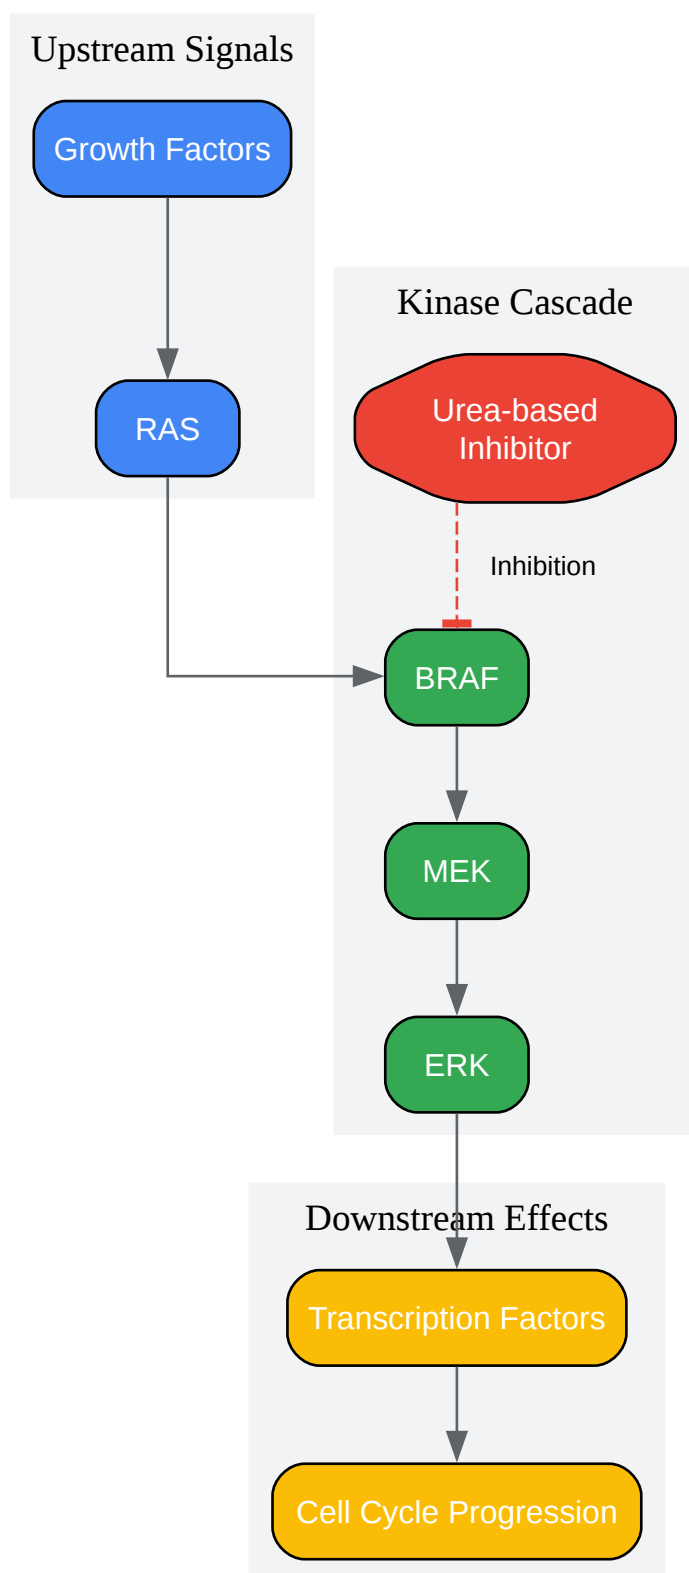 Upstream Signals
Growth Factors
RAS
Kinase Cascade
Urea-based
Inhibitor
Inhibition
BRAF
MEK
ERK
Downstream Effects
Transcription Factors
Cell Cycle Progression